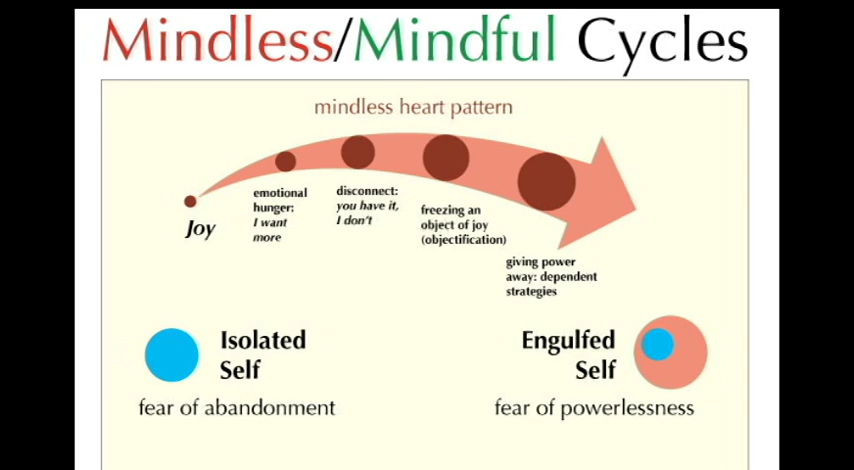 Mindless/Mindful Cycles
mindless heart pattern
Joy
emotional
hunger:
I want
more
disconnect:
you have it,
I don't
freezing an
object of joy
(objectification)
giving power
away: dependent
strategies
Isolated
Self
fear of abandonment
Engulfed
Self
fear of powerlessness